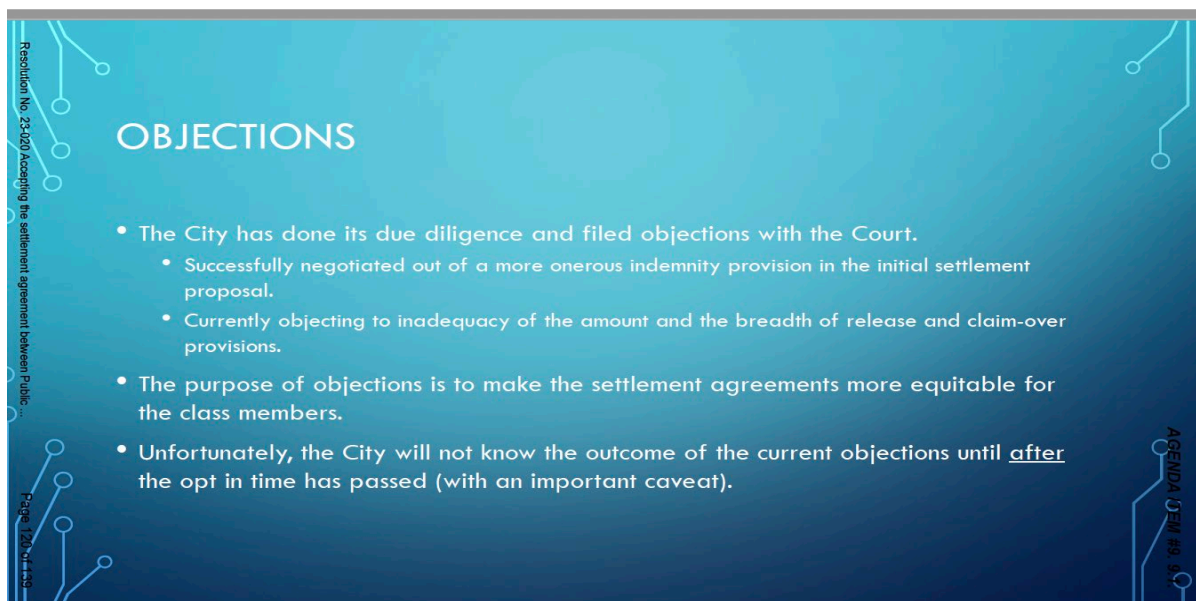 Resolution No. 23-020 Accepting the settlement agreement between Public ...
Page 120 of 139
OBJECTIONS
• The City has done its due diligence and filed objections with the Court.
• Successfully negotiated out of a more onerous indemnity provision in the initial settlement
proposal.
• Currently objecting to inadequacy of the amount and the breadth of release and claim-over
provisions.
• The purpose of objections is to make the settlement agreements more equitable for
the class members.
• Unfortunately, the City will not know the outcome of the current objections until after
the opt in time has passed (with an important caveat).
AGENDA ITEM #9.